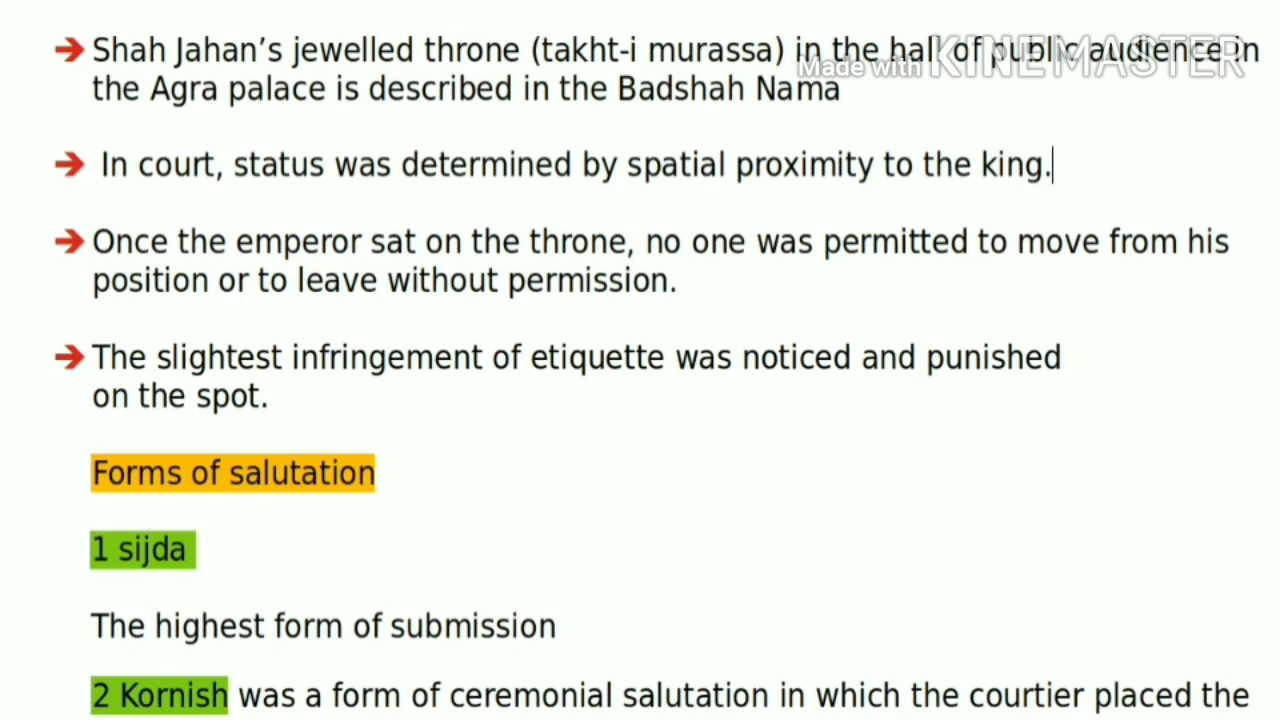 Shah Jahan’s jewelled throne (takht-i murassa) in the hall of public audience in
Made with KINEMASTER
the Agra palace is described in the Badshah Nama
In court, status was determined by spatial proximity to the king.
Once the emperor sat on the throne, no one was permitted to move from his
position or to leave without permission.
The slightest infringement of etiquette was noticed and punished
on the spot.
Forms of salutation
1 sijda
The highest form of submission
2 Kornish was a form of ceremonial salutation in which the courtier placed the